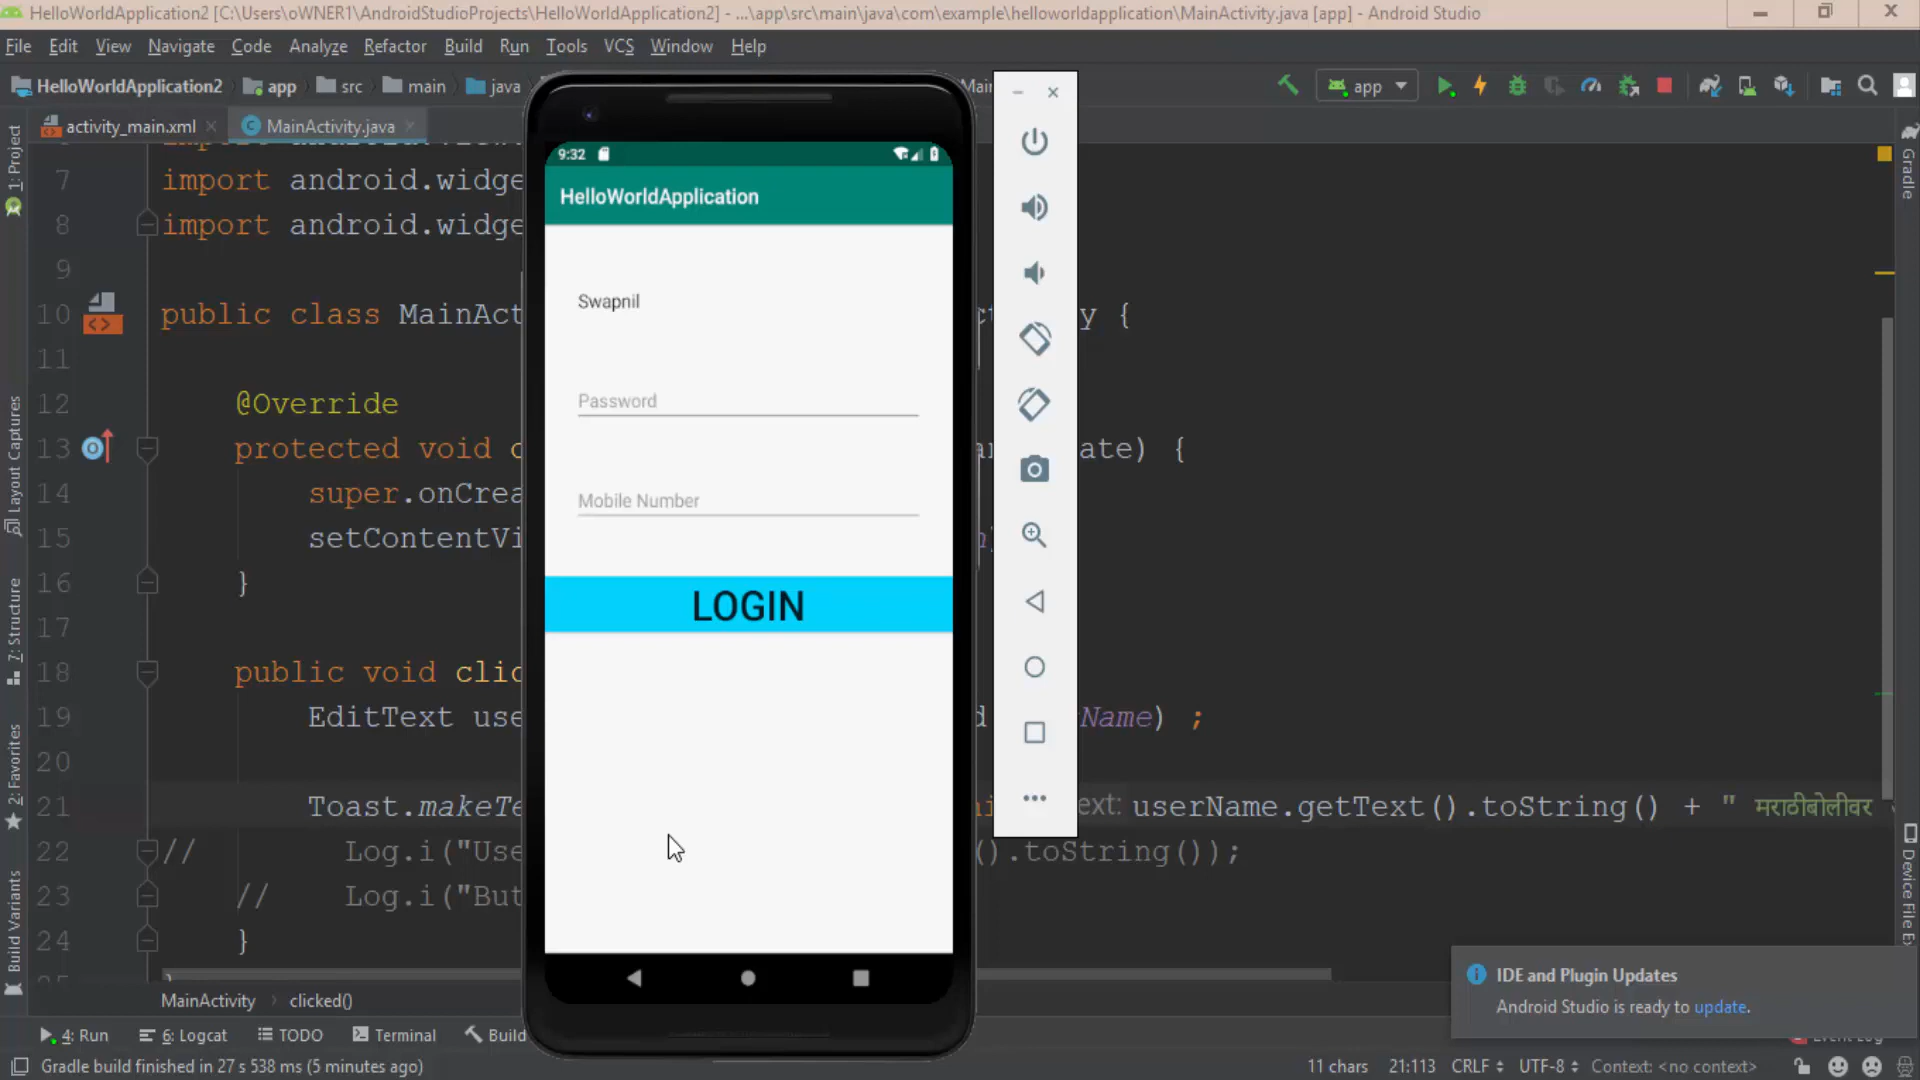 HelloWorldApplication2 [C:\Users\oWNER1\AndroidStudioProjects\HelloWorldApplication2] - ...\app\src\main\java\com\example\helloworldapplication\MainActivity.java [app] - Android Studio
File Edit View Navigate Code Analyze Refactor Build Run Tools VCS Window Help
HelloWorldApplication2 app src main java app
activity_main.xml MainActivity.java
7 import android.widge
8 import android.widge
9
10 public class MainAct y {
11
12 @Override
13 protected void ate) {
14 super.onCrea
15 setContentVi
16 }
17
18 public void clic
19 EditText use Name) ;
20
21 Toast.makeTe ext: userName.getText().toString() + " मराठीबोलीवर
22 // Log.i("Use ().toString());
23 // Log.i("But
24 }
MainActivity clicked()
9:32
HelloWorldApplication
Swapnil
Password
Mobile Number
LOGIN
1: Project
Layout Captures
7: Structure
2: Favorites
Build Variants
Gradle
Device File Ex
IDE and Plugin Updates
Android Studio is ready to update.
4: Run 6: Logcat TODO Terminal Build Event Log
Gradle build finished in 27 s 538 ms (5 minutes ago) 11 chars 21:113 CRLF UTF-8 Context: <no context>